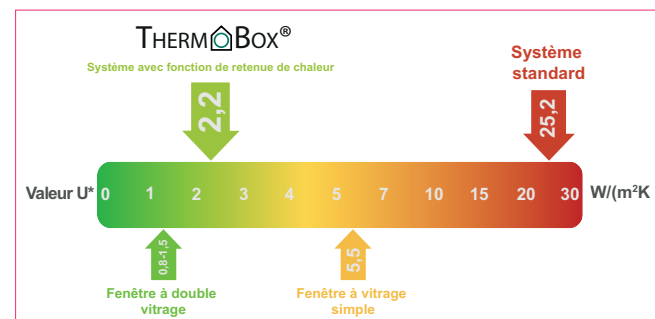 THERMOBOX®
Système avec fonction de retenue de chaleur
Système
standard
2,2
25,2
Valeur U* 0 1 2 3 4 5 7 10 15 20 30 W/(m²K
0,8-1,5
5,5
Fenêtre à double
vitrage
Fenêtre à vitrage
simple